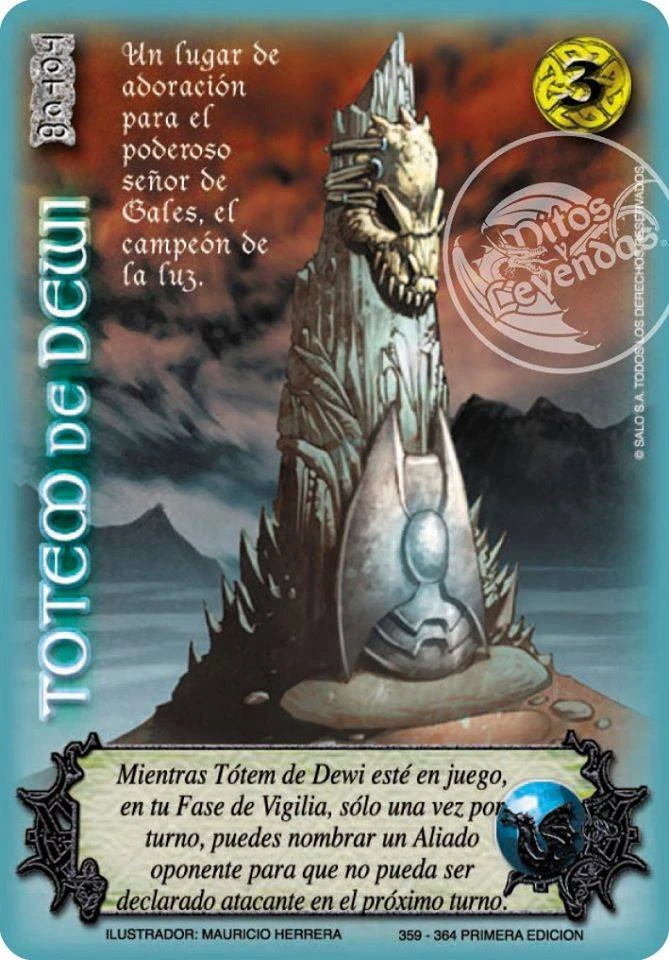 TOTEM
Un lugar de
adoración
para el
poderoso
señor de
Gales, el
campeón de
la luz.
3
Mitos
y
Leyendas
©
© SALO S.A. TODOS LOS DERECHOS RESERVADOS
TOTEM DE DEWI
Mientras Tótem de Dewi esté en juego,
en tu Fase de Vigilia, sólo una vez por
turno, puedes nombrar un Aliado
oponente para que no pueda ser
declarado atacante en el próximo turno.
ILUSTRADOR: MAURICIO HERRERA 359 - 364 PRIMERA EDICION